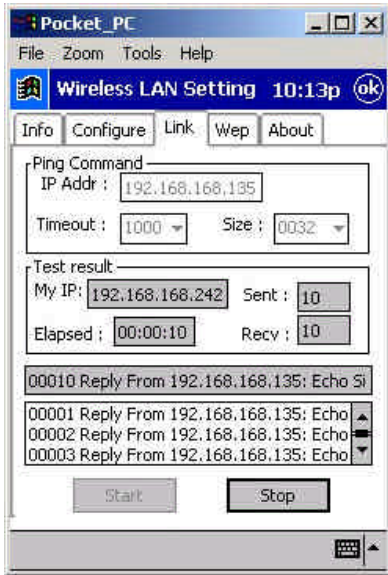 Pocket_PC
File Zoom Tools Help
Wireless LAN Setting 10:13p ok
Info Configure Link Wep About
Ping Command
IP Addr : 192.168.168.135
Timeout : 1000 Size : 0032
Test result
My IP: 192.168.168.242 Sent : 10
Elapsed : 00:00:10 Recv : 10
00010 Reply From 192.168.168.135: Echo Si
00001 Reply From 192.168.168.135: Echo
00002 Reply From 192.168.168.135: Echo
00003 Reply From 192.168.168.135: Echo
Start Stop